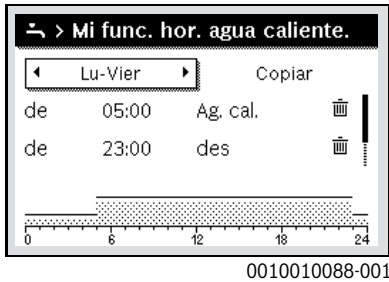 > Mi func. hor. agua caliente.
Lu-Vier Copiar
de 05:00 Ag. cal.
de 23:00 des
0 6 12 18 24
0010010088-001